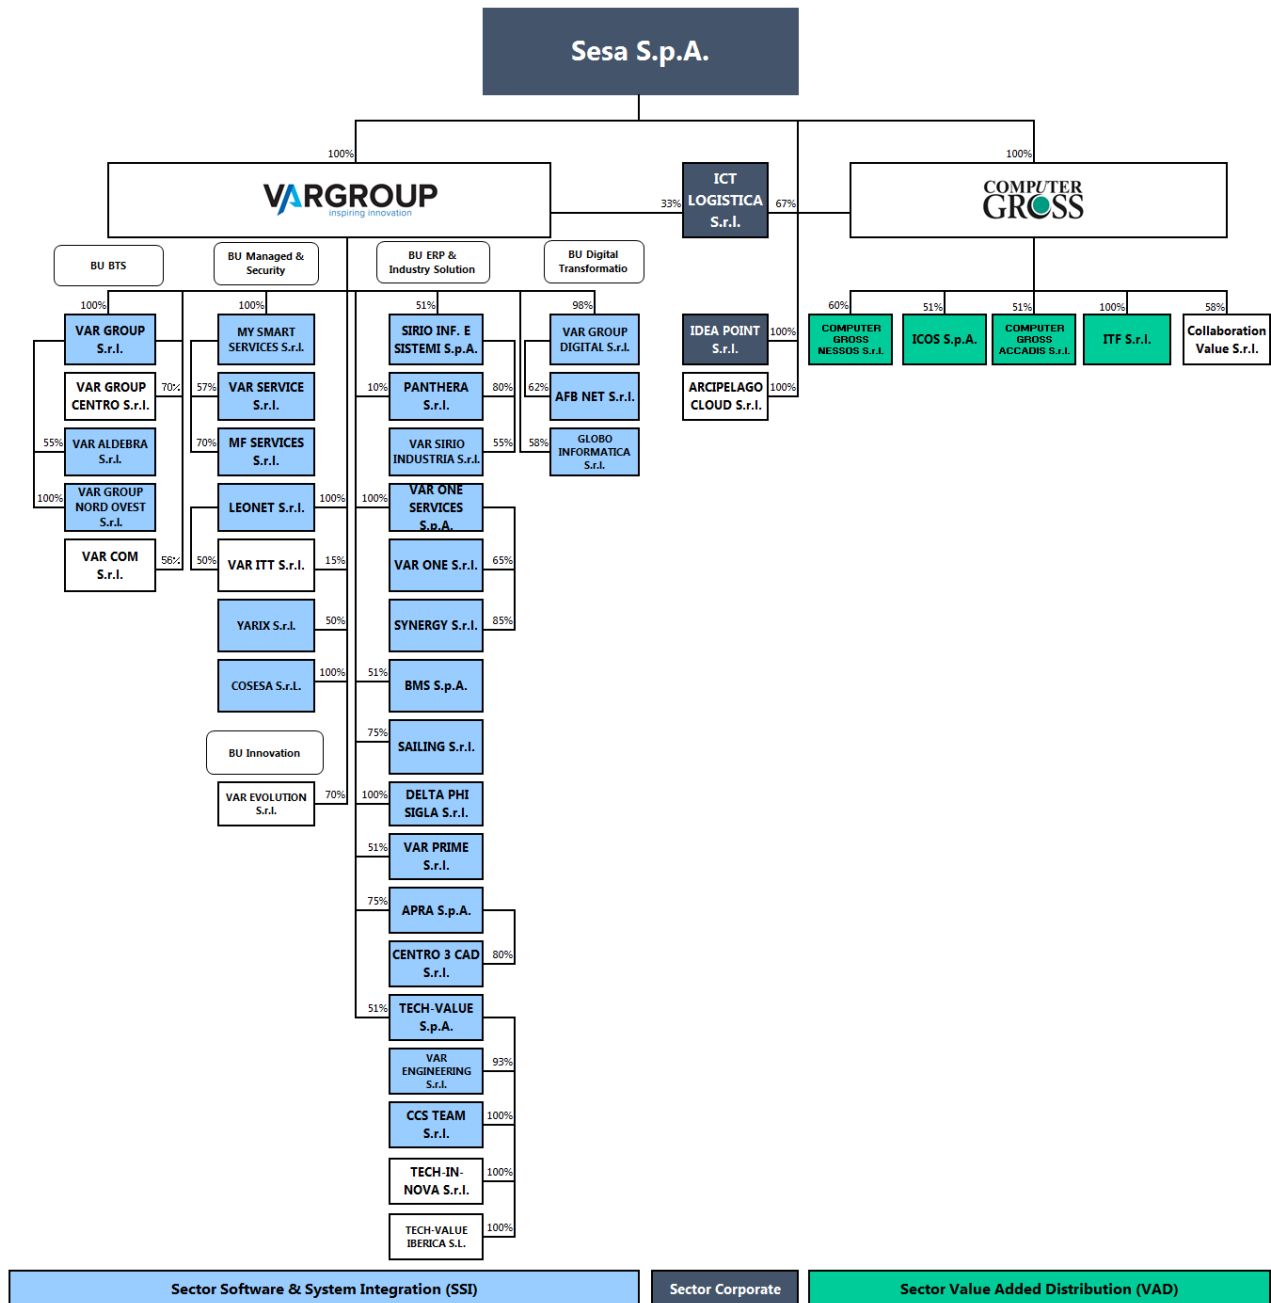 Sesa S.p.A.
100%
100%
VARGROUP
inspiring innovation
33%
ICT
LOGISTICA
S.r.l.
67%
COMPUTER
GROSS
BU BTS
BU Managed &
Security
BU ERP &
Industry Solution
BU Digital
Transformatio
100%
VAR GROUP
S.r.l.
VAR GROUP
CENTRO S.r.l.
70%
55%
VAR ALDEBRA
S.r.l.
100%
VAR GROUP
NORD OVEST
S.r.l.
VAR COM
S.r.l.
56%
100%
MY SMART
SERVICES S.r.l.
57%
VAR SERVICE
S.r.l.
70%
MF SERVICES
S.r.l.
LEONET S.r.l.
100%
50%
VAR ITT S.r.l.
15%
YARIX S.r.l.
50%
COSESA S.r.L.
100%
BU Innovation
VAR EVOLUTION
S.r.l.
70%
51%
SIRIO INF. E
SISTEMI S.p.A.
10%
PANTHERA
S.r.l.
80%
VAR SIRIO
INDUSTRIA S.r.l.
55%
100%
VAR ONE
SERVICES
S.p.A.
VAR ONE S.r.l.
65%
SYNERGY S.r.l.
85%
51%
BMS S.p.A.
75%
SAILING S.r.l.
100%
DELTA PHI
SIGLA S.r.l.
51%
VAR PRIME
S.r.l.
75%
APRA S.p.A.
CENTRO 3 CAD
S.r.l.
80%
51%
TECH-VALUE
S.p.A.
VAR
ENGINEERING
S.r.l.
93%
CCS TEAM
S.r.l.
100%
TECH-IN-
NOVA S.r.l.
100%
TECH-VALUE
IBERICA S.L.
100%
98%
VAR GROUP
DIGITAL S.r.l.
62%
AFB NET S.r.l.
58%
GLOBO
INFORMATICA
S.r.l.
IDEA POINT
S.r.l.
100%
ARCIPELAGO
CLOUD S.r.l.
100%
60%
COMPUTER
GROSS
NESSOS S.r.l.
51%
ICOS S.p.A.
51%
COMPUTER
GROSS
ACCADIS S.r.l.
100%
ITF S.r.l.
58%
Collaboration
Value S.r.l.
Sector Software & System Integration (SSI)
Sector Corporate
Sector Value Added Distribution (VAD)